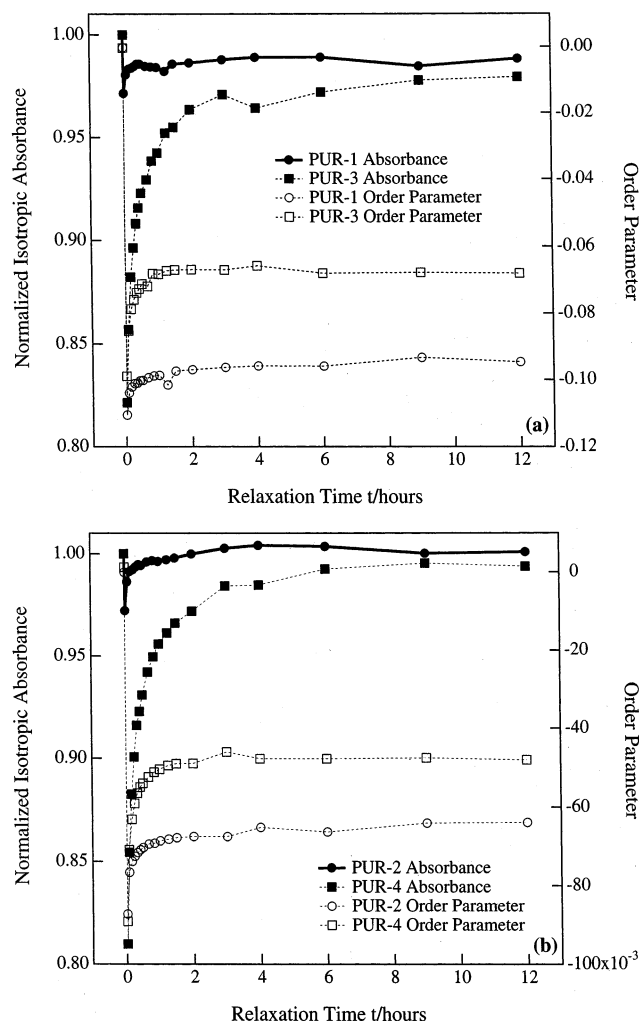 1.00
0.95
0.90
0.85
0.80
Normalized Isotropic Absorbance
0.00
-0.02
-0.04
-0.06
-0.08
-0.10
-0.12
Order Parameter
PUR-1 Absorbance
PUR-3 Absorbance
PUR-1 Order Parameter
PUR-3 Order Parameter
(a)
0
2
4
6
8
10
12
Relaxation Time t/hours
1.00
0.95
0.90
0.85
0.80
Normalized Isotropic Absorbance
0
-20
-40
-60
-80
-100x10-3
Order Parameter
PUR-2 Absorbance
PUR-4 Absorbance
PUR-2 Order Parameter
PUR-4 Order Parameter
(b)
0
2
4
6
8
10
12
Relaxation Time t/hours